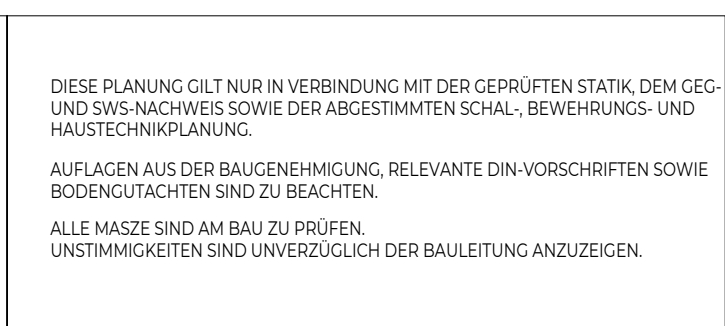 DIESE PLANUNG GILT NUR IN VERBINDUNG MIT DER GEPRÜFTEN STATIK, DEM GEG-
UND SWS-NACHWEIS SOWIE DER ABGESTIMMTEN SCHAL-, BEWEHRUNGS- UND
HAUSTECHNIKPLANUNG.
AUFLAGEN AUS DER BAUGENEHMIGUNG, RELEVANTE DIN-VORSCHRIFTEN SOWIE
BODENGUTACHTEN SIND ZU BEACHTEN.
ALLE MASZE SIND AM BAU ZU PRÜFEN.
UNSTIMMIGKEITEN SIND UNVERZÜGLICH DER BAULEITUNG ANZUZEIGEN.